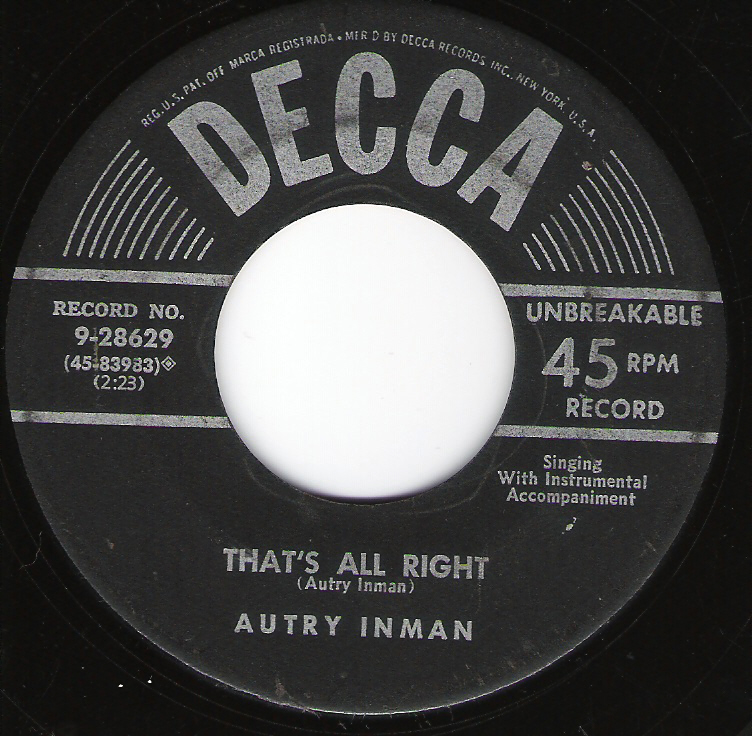 REG. U.S. PAT. OFF. MARCA REGISTRADA • MFR'D BY DECCA RECORDS, INC., NEW YORK, U.S.A.
DECCA
RECORD NO.
9-28629
(45-83983)
(2:23)
UNBREAKABLE
45 RPM
RECORD
Singing
With Instrumental
Accompaniment
THAT'S ALL RIGHT
(Autry Inman)
AUTRY INMAN